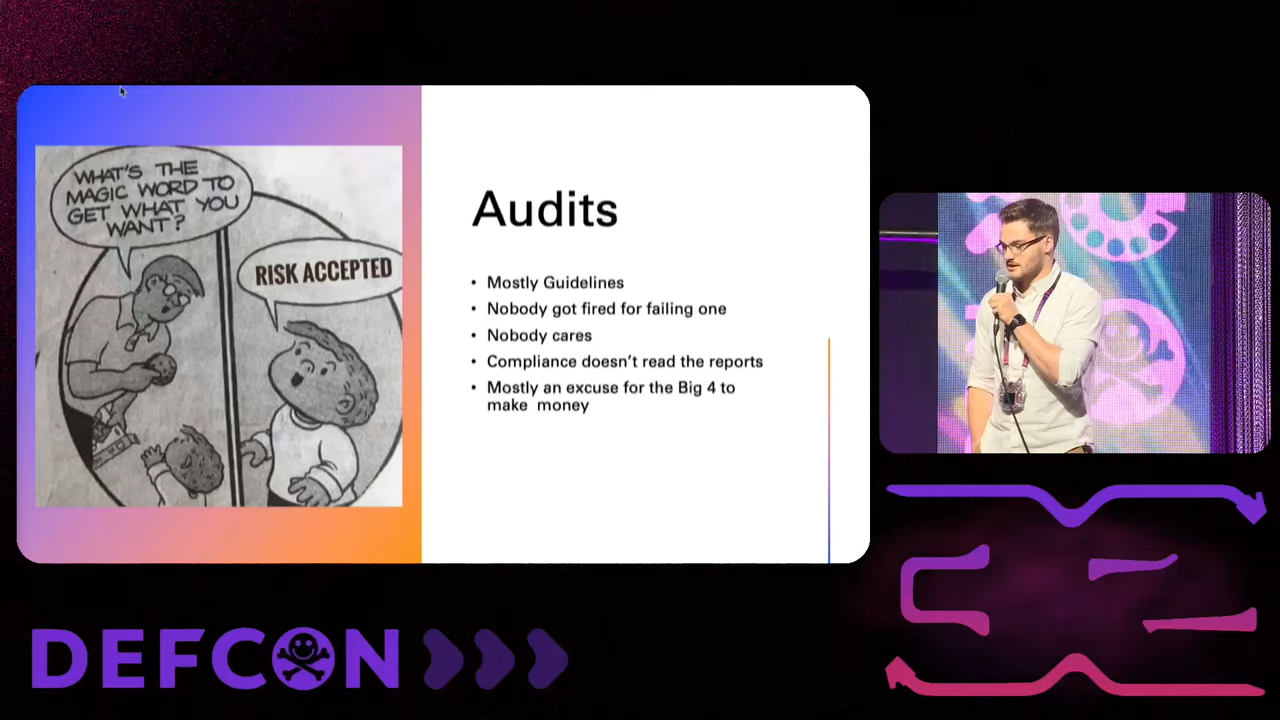 WHAT'S THE
MAGIC WORD TO
GET WHAT YOU
WANT?
RISK ACCEPTED
Audits
• Mostly Guidelines
• Nobody got fired for failing one
• Nobody cares
• Compliance doesn't read the reports
• Mostly an excuse for the Big 4 to
make money
DEFCON